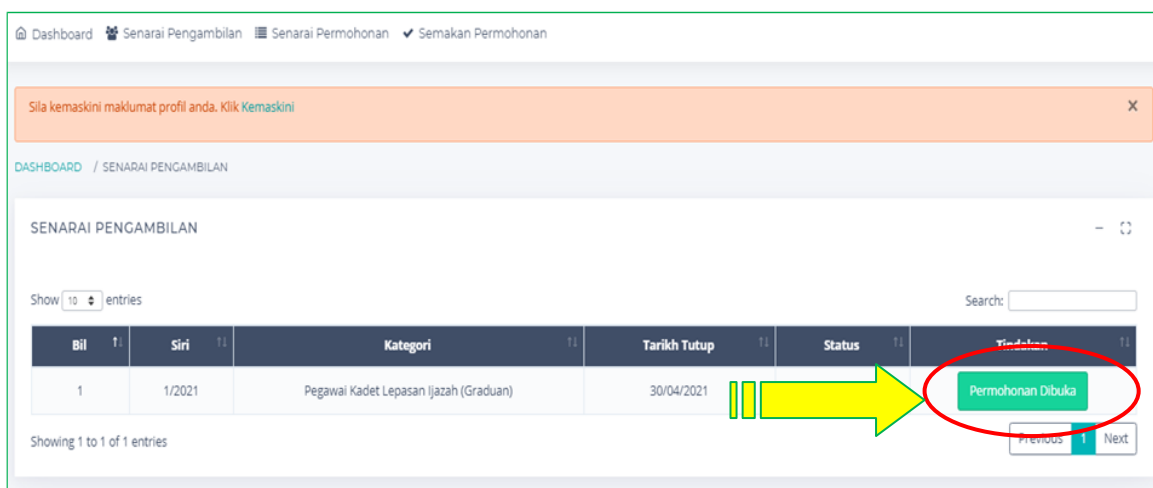 Dashboard Senarai Pengambilan Senarai Permohonan Semakan Permohonan
Sila kemaskini maklumat profil anda. Klik Kemaskini x
DASHBOARD / SENARAI PENGAMBILAN
SENARAI PENGAMBILAN
Show 10 entries Search:
Bil Siri Kategori Tarikh Tutup Status Tindakan
1 1/2021 Pegawai Kadet Lepasan Ijazah (Graduan) 30/04/2021 Permohonan Dibuka
Showing 1 to 1 of 1 entries Previous 1 Next